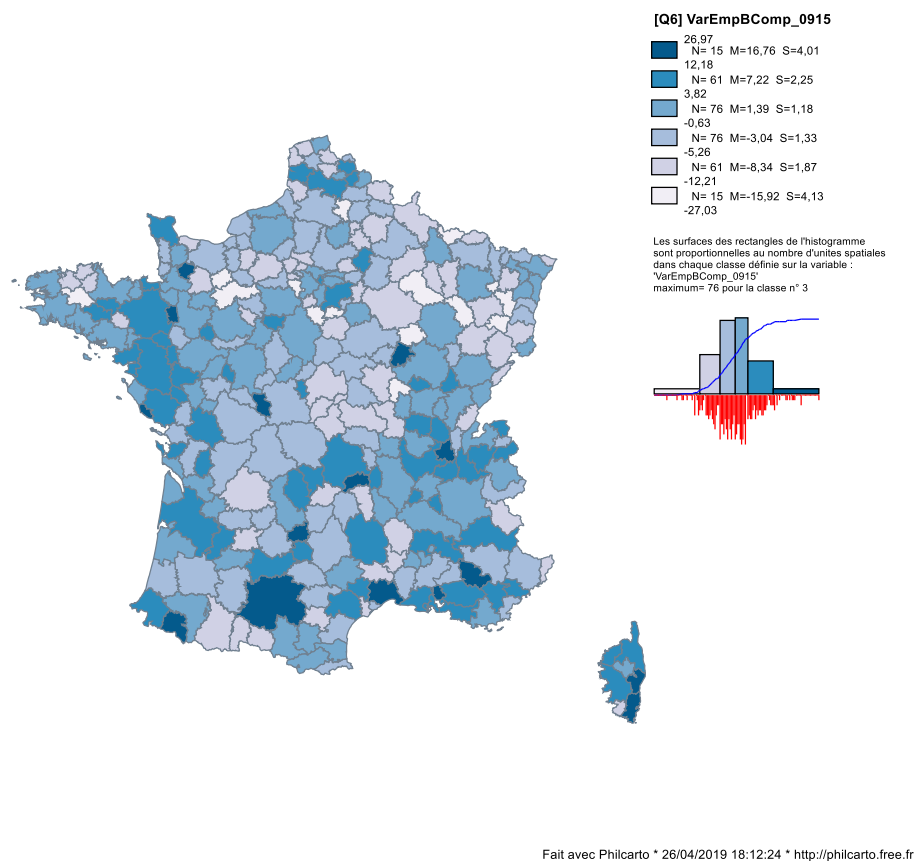 [Q6] VarEmpBComp_0915
26,97
N= 15 M=16,76 S=4,01
12,18
N= 61 M=7,22 S=2,25
3,82
N= 76 M=1,39 S=1,18
-0,63
N= 76 M=-3,04 S=1,33
-5,26
N= 61 M=-8,34 S=1,87
-12,21
N= 15 M=-15,92 S=4,13
-27,03
Les surfaces des rectangles de l'histogramme
sont proportionnelles au nombre d'unites spatiales
dans chaque classe définie sur la variable :
'VarEmpBComp_0915'
maximum= 76 pour la classe n° 3
Fait avec Philcarto * 26/04/2019 18:12:24 * http://philcarto.free.fr